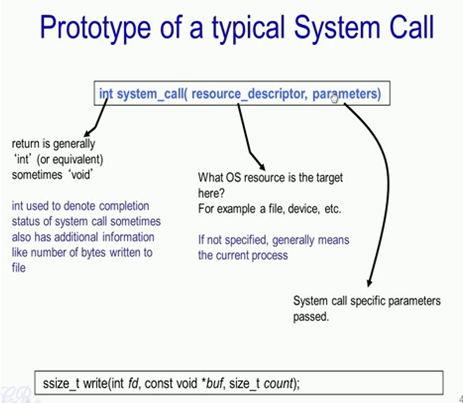 Prototype of a typical System Call
int system_call( resource_descriptor, parameters)
return is generally
'int' (or equivalent)
sometimes 'void'
int used to denote completion
status of system call sometimes
also has additional information
like number of bytes written to
file
What OS resource is the target
here?
For example a file, device, etc.
If not specified, generally means
the current process
System call specific parameters
passed.
ssize_t write(int fd, const void *buf, size_t count);
4